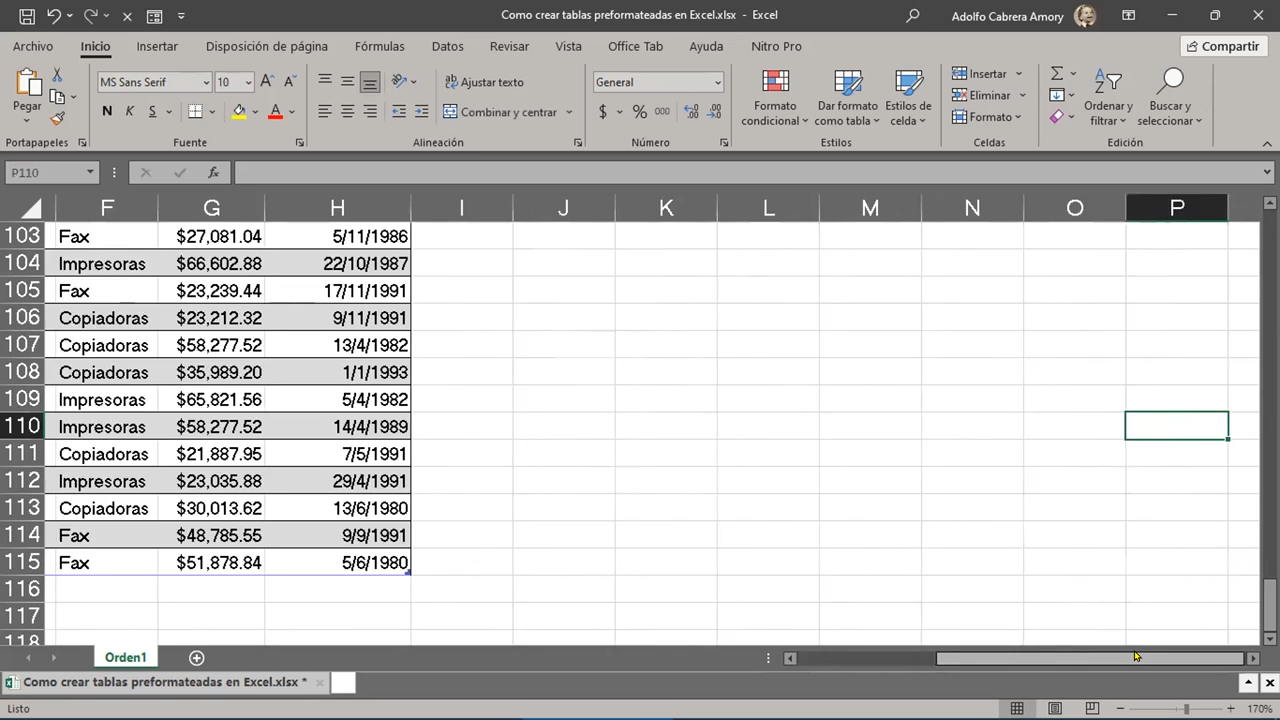 Como crear tablas preformateadas en Excel.xlsx - Excel
Adolfo Cabrera Amory
Archivo Inicio Insertar Disposición de página Fórmulas Datos Revisar Vista Office Tab Ayuda Nitro Pro Compartir
Pegar
MS Sans Serif 10
N K S
Ajustar texto
Combinar y centrar
General
$ % 000
Formato condicional
Dar formato como tabla
Estilos de celda
Insertar
Eliminar
Formato
Ordenar y filtrar
Buscar y seleccionar
Portapapeles Fuente Alineación Número Estilos Celdas Edición
P110 fx
F G H I J K L M N O P
103 Fax $27,081.04 5/11/1986
104 Impresoras $66,602.88 22/10/1987
105 Fax $23,239.44 17/11/1991
106 Copiadoras $23,212.32 9/11/1991
107 Copiadoras $58,277.52 13/4/1982
108 Copiadoras $35,989.20 1/1/1993
109 Impresoras $65,821.56 5/4/1982
110 Impresoras $58,277.52 14/4/1989
111 Copiadoras $21,887.95 7/5/1991
112 Impresoras $23,035.88 29/4/1991
113 Copiadoras $30,013.62 13/6/1980
114 Fax $48,785.55 9/9/1991
115 Fax $51,878.84 5/6/1980
116
117
118
Orden1
Como crear tablas preformateadas en Excel.xlsx *
Listo 170%